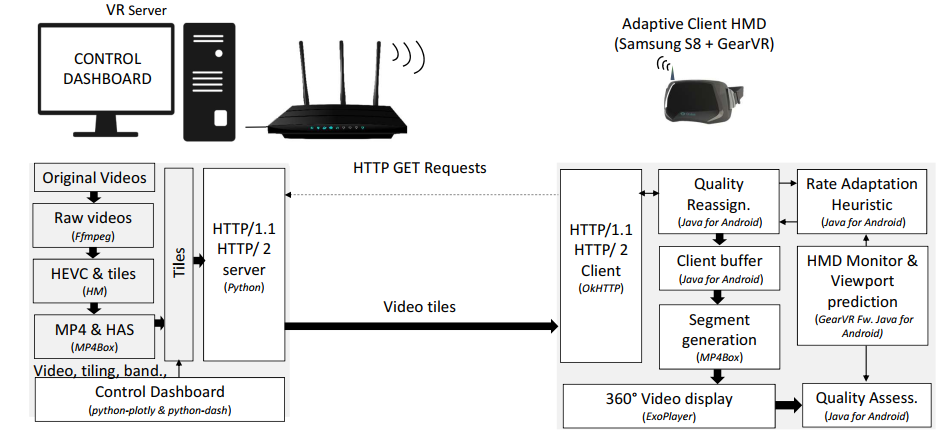 VR Server
CONTROL
DASHBOARD
Adaptive Client HMD
(Samsung S8 + GearVR)
Original Videos
Raw videos
(Ffmpeg)
HEVC & tiles
(HM)
MP4 & HAS
(MP4Box)
Video, tiling, band.,
Control Dashboard
(python-plotly & python-dash)
Tiles
HTTP/1.1
HTTP/ 2
server
(Python)
HTTP GET Requests
Video tiles
HTTP/1.1
HTTP/ 2
Client
(OkHTTP)
Quality
Reassign.
(Java for Android)
Client buffer
(Java for Android)
Segment
generation
(MP4Box)
360° Video display
(ExoPlayer)
Rate Adaptation
Heuristic
(Java for Android)
HMD Monitor &
Viewport
prediction
(GearVR Fw. Java for
Android)
Quality Assess.
(Java for Android)